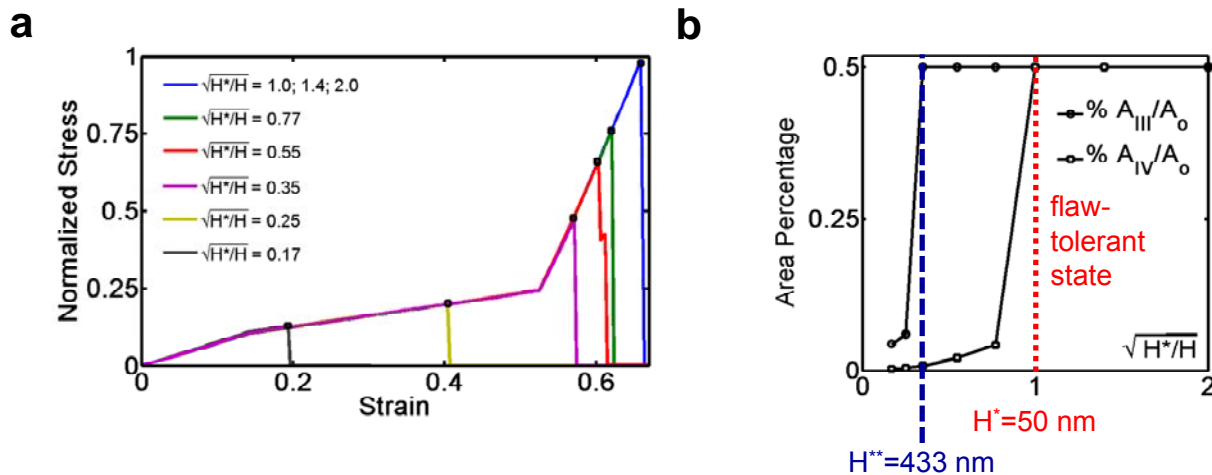 a
Normalized Stress
1
0.75
0.5
0.25
0
√H*/H = 1.0; 1.4; 2.0
√H*/H = 0.77
√H*/H = 0.55
√H*/H = 0.35
√H*/H = 0.25
√H*/H = 0.17
0 0.2 0.4 0.6
Strain
b
Area Percentage
0.5
0.25
0
% A_III/A_o
% A_IV/A_o
flaw-
tolerant
state
√H*/H
0 1 2
H*=50 nm
H**=433 nm